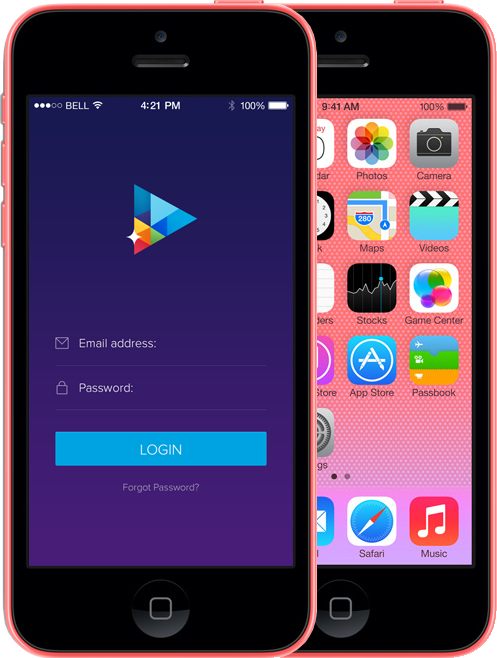 ●●●○○ BELL 4:21 PM 100%
Email address:
Password:
LOGIN
Forgot Password?
9:41 AM 100%
dar Photos Camera
280
k Maps Videos
ders Stocks Game Center
Store App Store Passbook
gs
l Safari Music